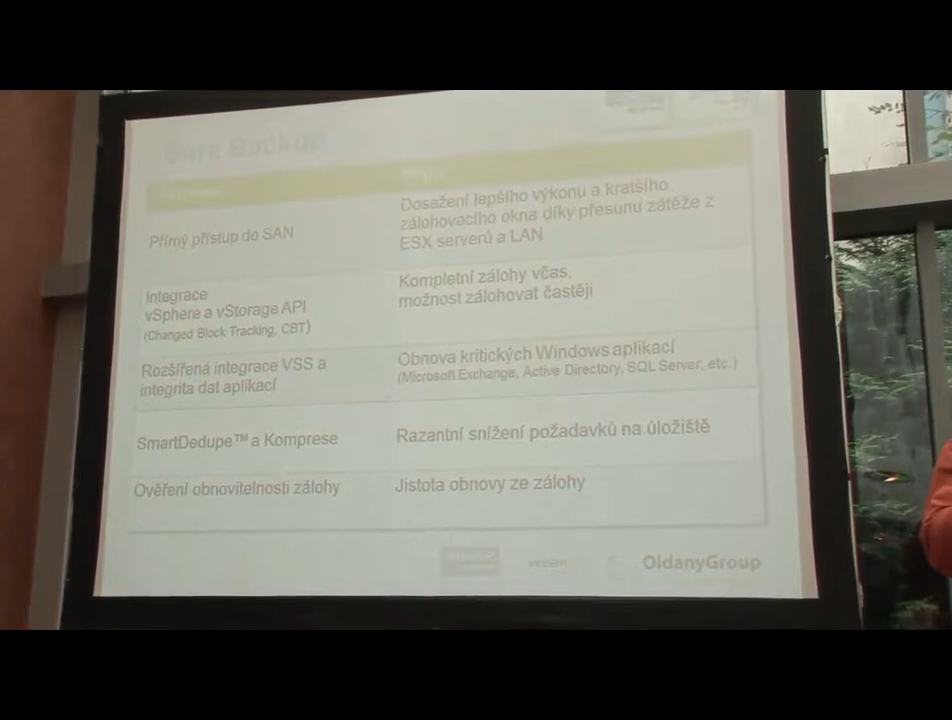 Sure Backup
Přímý přístup do SAN
Dosažení lepšího výkonu a kratšího
zálohovacího okna díky přesunu zátěže z
ESX serverů a LAN
Integrace
vSphere a vStorage API
(Changed Block Tracking, CBT)
Kompletní zálohy včas,
možnost zálohovat častěji
Rozšířená integrace VSS a
integrita dat aplikací
Obnova kritických Windows aplikací
(Microsoft Exchange, Active Directory, SQL Server, etc.)
SmartDedupe™ a Komprese
Razantní snížení požadavků na úložiště
Ověření obnovitelnosti zálohy
Jistota obnovy ze zálohy
veeam
OldanyGroup